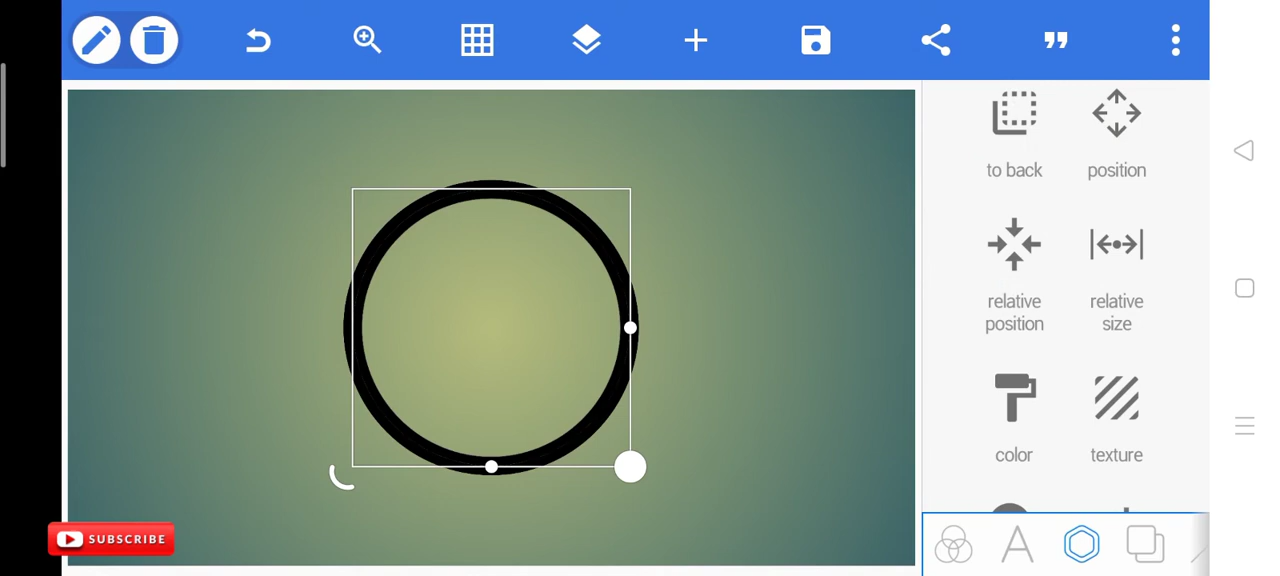 to back
position
relative
position
relative
size
color
texture
SUBSCRIBE